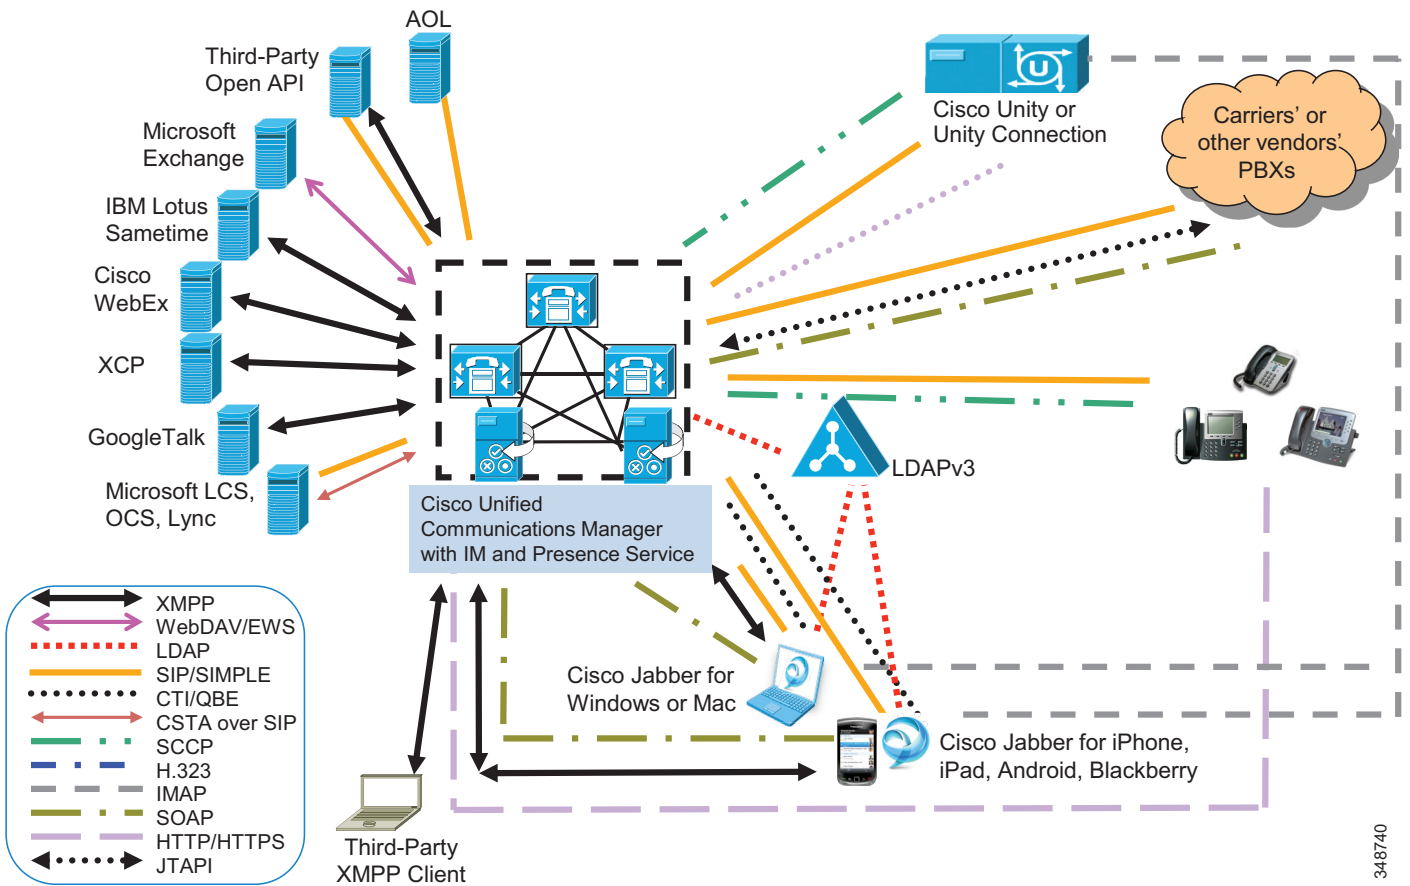 AOL
Third-Party
Open API
Microsoft
Exchange
IBM Lotus
Sametime
Cisco
WebEx
XCP
GoogleTalk
Microsoft LCS,
OCS, Lync
U
Cisco Unity or
Unity Connection
Carriers’ or
other vendors’
PBXs
LDAPv3
Cisco Unified
Communications Manager
with IM and Presence Service
Cisco Jabber for
Windows or Mac
Cisco Jabber for iPhone,
iPad, Android, Blackberry
Third-Party
XMPP Client
XMPP
WebDAV/EWS
LDAP
SIP/SIMPLE
CTI/QBE
CSTA over SIP
SCCP
H.323
IMAP
SOAP
HTTP/HTTPS
JTAPI
348740